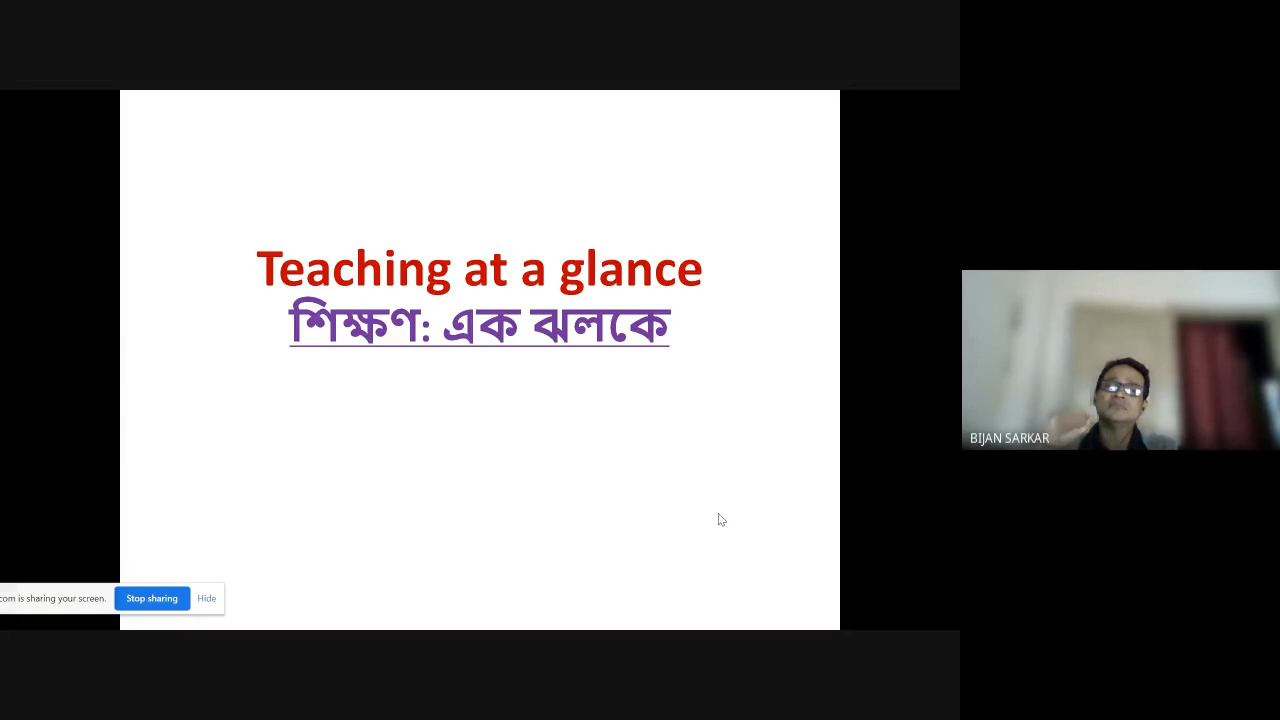 Teaching at a glance
শিক্ষণ: এক ঝলকে
BIJAN SARKAR
com is sharing your screen. Stop sharing Hide